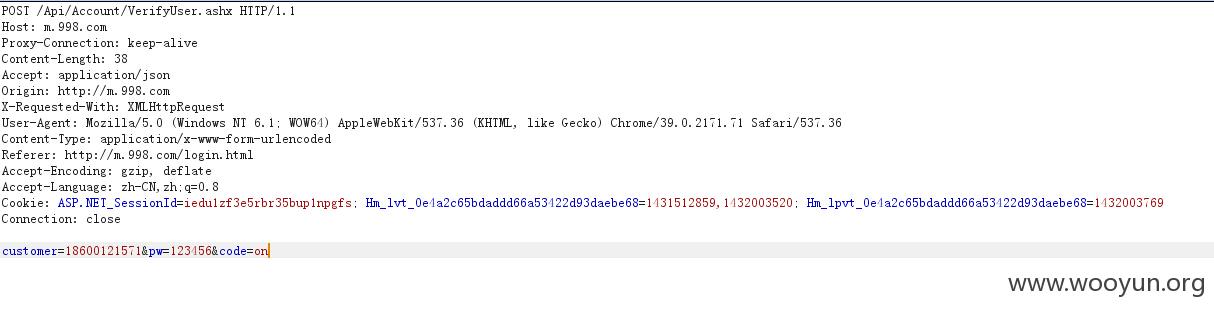 POST /Api/Account/VerifyUser.ashx HTTP/1.1
Host: m.998.com
Proxy-Connection: keep-alive
Content-Length: 38
Accept: application/json
Origin: http://m.998.com
X-Requested-With: XMLHttpRequest
User-Agent: Mozilla/5.0 (Windows NT 6.1; WOW64) AppleWebKit/537.36 (KHTML, like Gecko) Chrome/39.0.2171.71 Safari/537.36
Content-Type: application/x-www-form-urlencoded
Referer: http://m.998.com/login.html
Accept-Encoding: gzip, deflate
Accept-Language: zh-CN,zh;q=0.8
Cookie: ASP.NET_SessionId=iedu1zf3e5rbr35bup1npgfs; Hm_lvt_0e4a2c65bdaddd66a53422d93daebe68=1431512859,1432003520; Hm_lpvt_0e4a2c65bdaddd66a53422d93daebe68=1432003769
Connection: close
customer=18600121571&pw=123456&code=on
www.wooyun.org